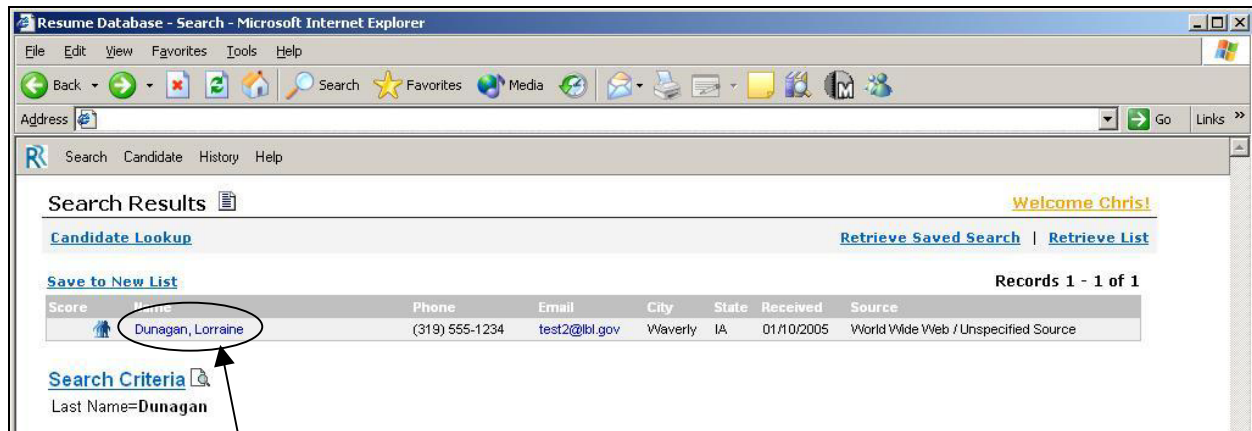 Resume Database - Search - Microsoft Internet Explorer
File Edit View Favorites Tools Help
Back Search Favorites Media
Address Go Links »
R Search Candidate History Help
Search Results Welcome Chris!
Candidate Lookup Retrieve Saved Search | Retrieve List
Save to New List Records 1 - 1 of 1
Score Name Phone Email City State Received Source
Dunagan, Lorraine (319) 555-1234 test2@lbl.gov Waverly IA 01/10/2005 World Wide Web / Unspecified Source
Search Criteria
Last Name=Dunagan